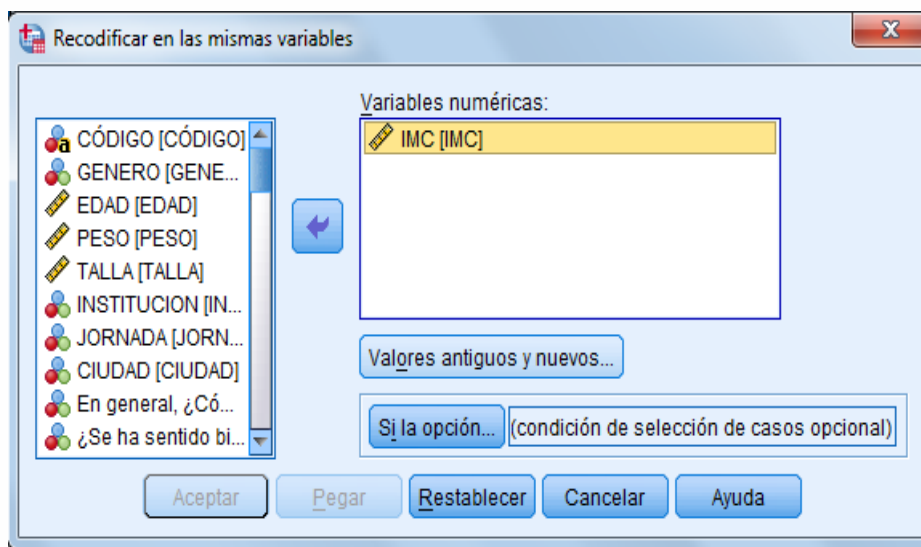 Recodificar en las mismas variables
X
CÓDIGO [CÓDIGO]
GENERO [GENE...
EDAD [EDAD]
PESO [PESO]
TALLA [TALLA]
INSTITUCION [IN...
JORNADA [JORN...
CIUDAD [CIUDAD]
En general, ¿Có...
¿Se ha sentido bi...
Variables numéricas:
IMC [IMC]
Valores antiguos y nuevos...
Si la opción... (condición de selección de casos opcional)
Aceptar Pegar Restablecer Cancelar Ayuda